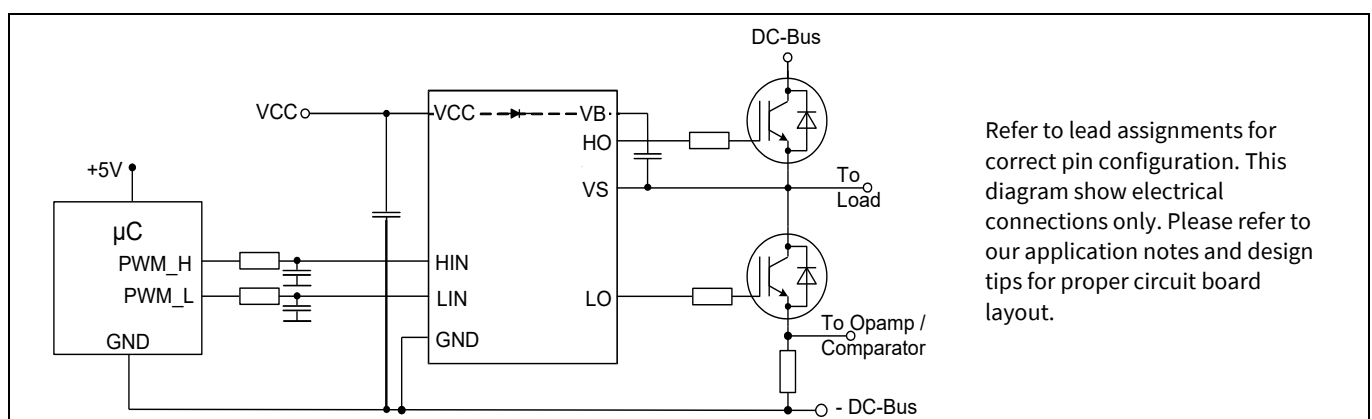 DC-Bus
VCC
VCC
VB
HO
+5V
VS
To
Load
µC
PWM_H
HIN
PWM_L
LIN
LO
To Opamp /
Comparator
GND
GND
- DC-Bus
Refer to lead assignments for
correct pin configuration. This
diagram show electrical
connections only. Please refer to
our application notes and design
tips for proper circuit board
layout.